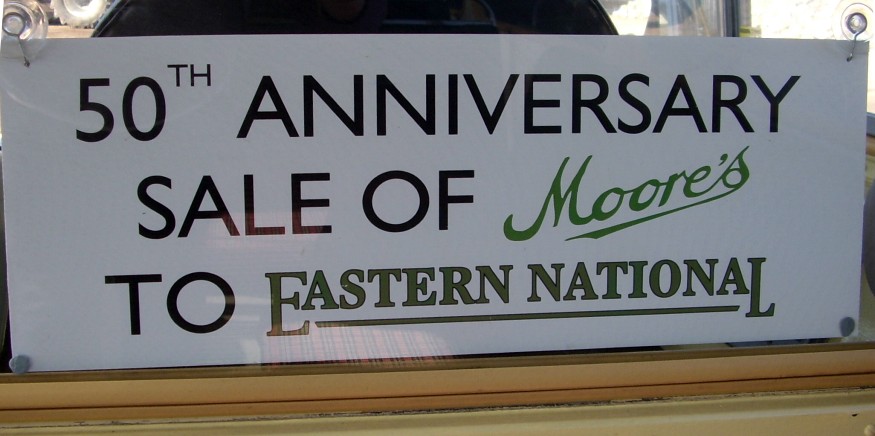 50TH ANNIVERSARY
SALE OF Moore's
TO EASTERN NATIONAL